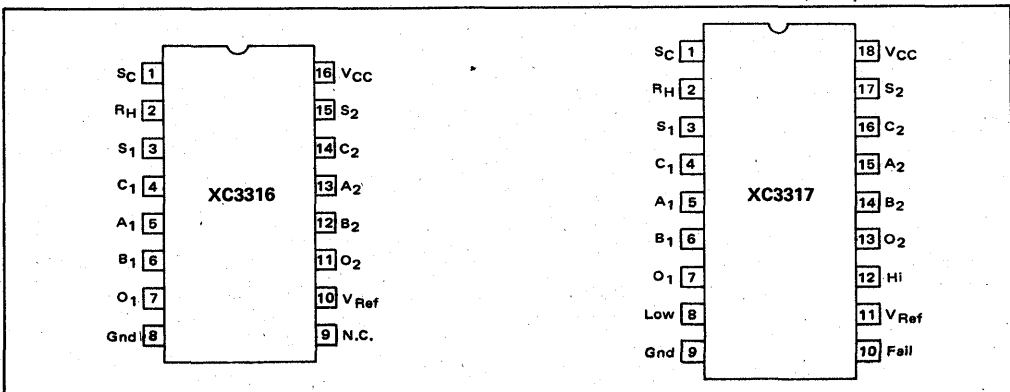 SC 1 16 VCC
RH 2 15 S2
S1 3 14 C2
C1 4 13 A2
XC3316
A1 5 12 B2
B1 6 11 O2
O1 7 10 VRef
Gnd 8 9 N.C.
SC 1 18 VCC
RH 2 17 S2
S1 3 16 C2
C1 4 15 A2
XC3317
A1 5 14 B2
B1 6 13 O2
O1 7 12 Hi
Low 8 11 VRef
Gnd 9 10 Fail